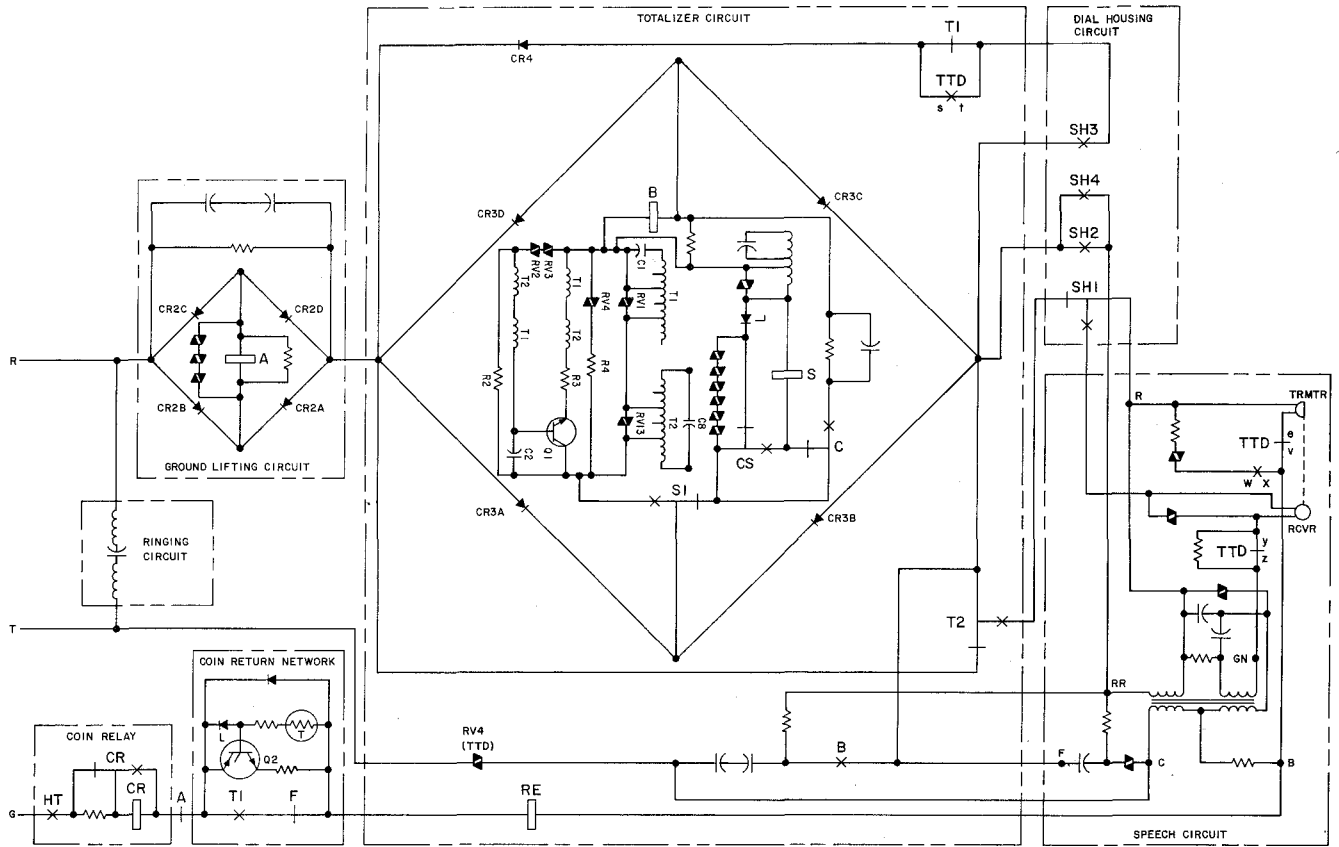 TOTALIZER CIRCUIT
DIAL HOUSING
CIRCUIT
T1
CR4
TTD
s t
SH3
SH4
SH2
SH1
CR3D
CR3C
B
RV2
RV3
C1
T2
T1
T1
RV1
T1
RV4
L
T1
T2
R2
R3
R4
S
RV13
T2
C8
Q1
C2
CS
C
S1
CR3A
CR3B
CR2C
CR2D
A
R
CR2B
CR2A
GROUND LIFTING CIRCUIT
RINGING
CIRCUIT
T
R
TRMTR
TTD
e
v
w x
RCVR
TTD
y
z
GN
T2
RR
COIN RETURN NETWORK
L
T
Q2
T1
F
COIN RELAY
CR
CR
HT
G
A
RV4
(TTD)
B
F
C
B
RE
SPEECH CIRCUIT